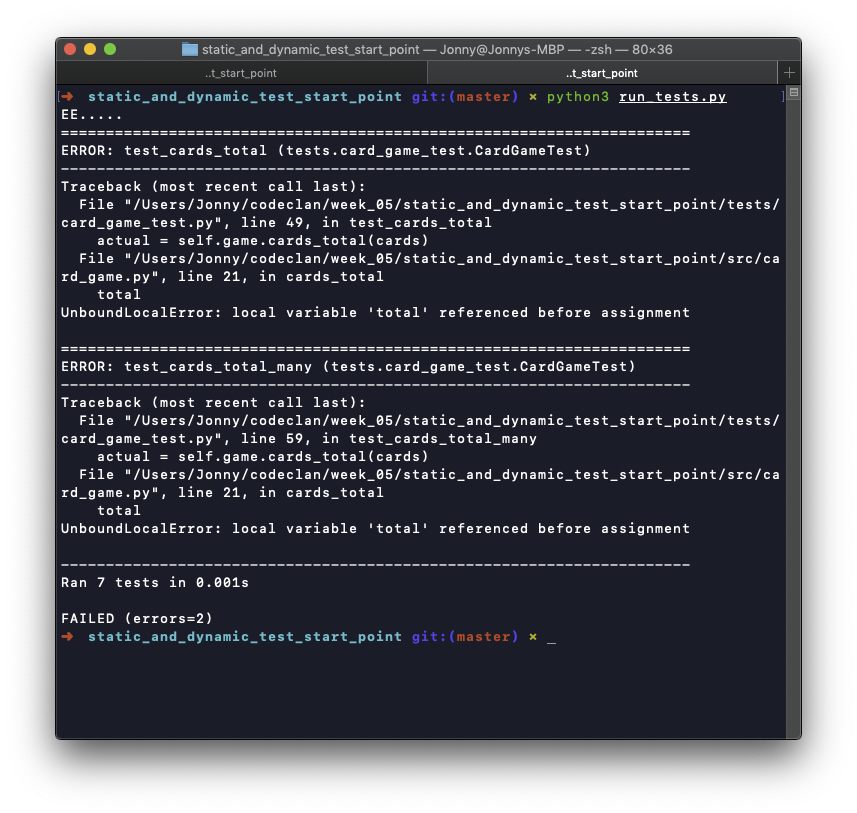 static_and_dynamic_test_start_point — Jonny@Jonnys-MBP — -zsh — 80×36
..t_start_point ..t_start_point +
[➜ static_and_dynamic_test_start_point git:(master) × python3 run_tests.py ]
EE.....
======================================================================
ERROR: test_cards_total (tests.card_game_test.CardGameTest)
----------------------------------------------------------------------
Traceback (most recent call last):
  File "/Users/Jonny/codeclan/week_05/static_and_dynamic_test_start_point/tests/
card_game_test.py", line 49, in test_cards_total
    actual = self.game.cards_total(cards)
  File "/Users/Jonny/codeclan/week_05/static_and_dynamic_test_start_point/src/ca
rd_game.py", line 21, in cards_total
    total
UnboundLocalError: local variable 'total' referenced before assignment
======================================================================
ERROR: test_cards_total_many (tests.card_game_test.CardGameTest)
----------------------------------------------------------------------
Traceback (most recent call last):
  File "/Users/Jonny/codeclan/week_05/static_and_dynamic_test_start_point/tests/
card_game_test.py", line 59, in test_cards_total_many
    actual = self.game.cards_total(cards)
  File "/Users/Jonny/codeclan/week_05/static_and_dynamic_test_start_point/src/ca
rd_game.py", line 21, in cards_total
    total
UnboundLocalError: local variable 'total' referenced before assignment
----------------------------------------------------------------------
Ran 7 tests in 0.001s
FAILED (errors=2)
➜ static_and_dynamic_test_start_point git:(master) × _